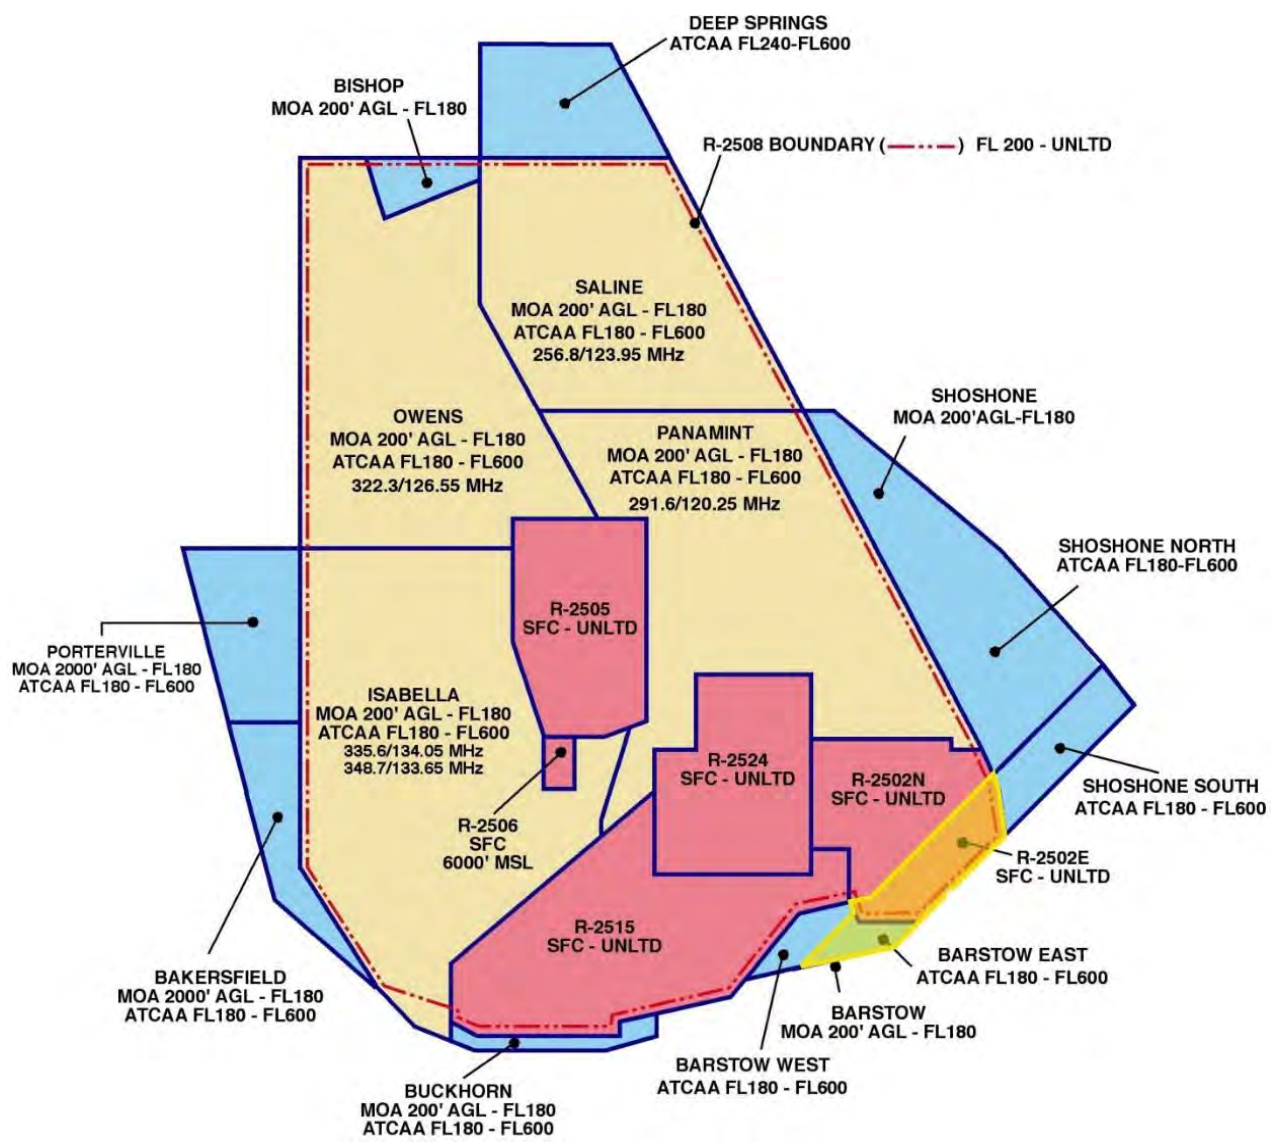 DEEP SPRINGS
ATCAA FL240-FL600
BISHOP
MOA 200' AGL - FL180
R-2508 BOUNDARY ( ) FL 200 - UNLTD
SALINE
MOA 200' AGL - FL180
ATCAA FL180 - FL600
256.8/123.95 MHz
SHOSHONE
MOA 200'AGL-FL180
OWENS
MOA 200' AGL - FL180
ATCAA FL180 - FL600
322.3/126.55 MHz
PANAMINT
MOA 200' AGL - FL180
ATCAA FL180 - FL600
291.6/120.25 MHz
SHOSHONE NORTH
ATCAA FL180-FL600
R-2505
SFC - UNLTD
PORTERVILLE
MOA 2000' AGL - FL180
ATCAA FL180 - FL600
ISABELLA
MOA 200' AGL - FL180
ATCAA FL180 - FL600
335.6/134.05 MHz
348.7/133.65 MHz
R-2524
SFC - UNLTD
R-2502N
SFC - UNLTD
SHOSHONE SOUTH
ATCAA FL180 - FL600
R-2506
SFC
6000' MSL
R-2502E
SFC - UNLTD
R-2515
SFC - UNLTD
BARSTOW EAST
ATCAA FL180 - FL600
BAKERSFIELD
MOA 2000' AGL - FL180
ATCAA FL180 - FL600
BARSTOW
MOA 200' AGL - FL180
BARSTOW WEST
ATCAA FL180 - FL600
BUCKHORN
MOA 200' AGL - FL180
ATCAA FL180 - FL600